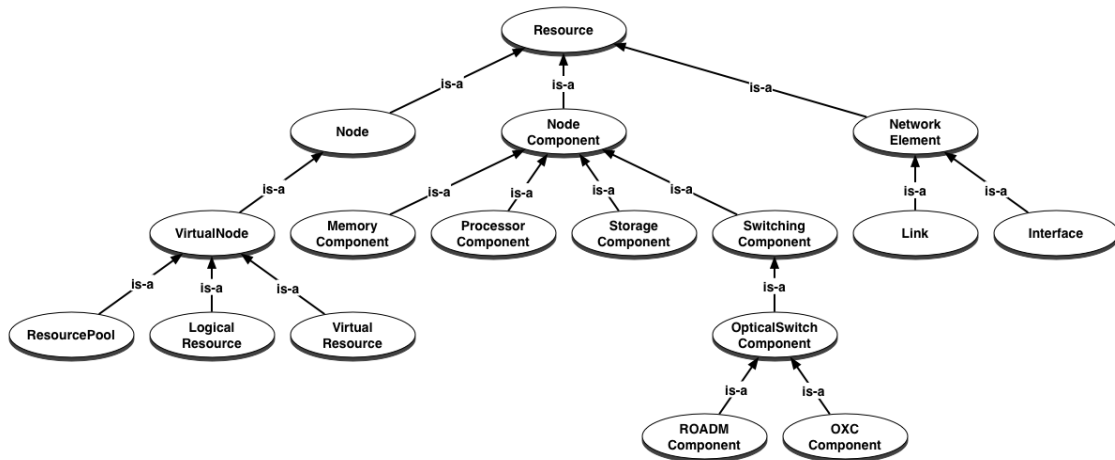 Resource
is-a
is-a
is-a
Node
Node
Component
Network
Element
is-a
is-a
is-a
is-a
is-a
is-a
is-a
VirtualNode
Memory
Component
Processor
Component
Storage
Component
Switching
Component
Link
Interface
is-a
is-a
is-a
is-a
ResourcePool
Logical
Resource
Virtual
Resource
OpticalSwitch
Component
is-a
is-a
ROADM
Component
OXC
Component